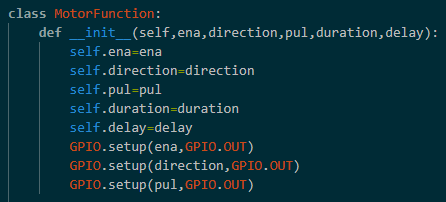 class MotorFunction:
    def __init__(self,ena,direction,pul,duration,delay):
        self.ena=ena
        self.direction=direction
        self.pul=pul
        self.duration=duration
        self.delay=delay
        GPIO.setup(ena,GPIO.OUT)
        GPIO.setup(direction,GPIO.OUT)
        GPIO.setup(pul,GPIO.OUT)